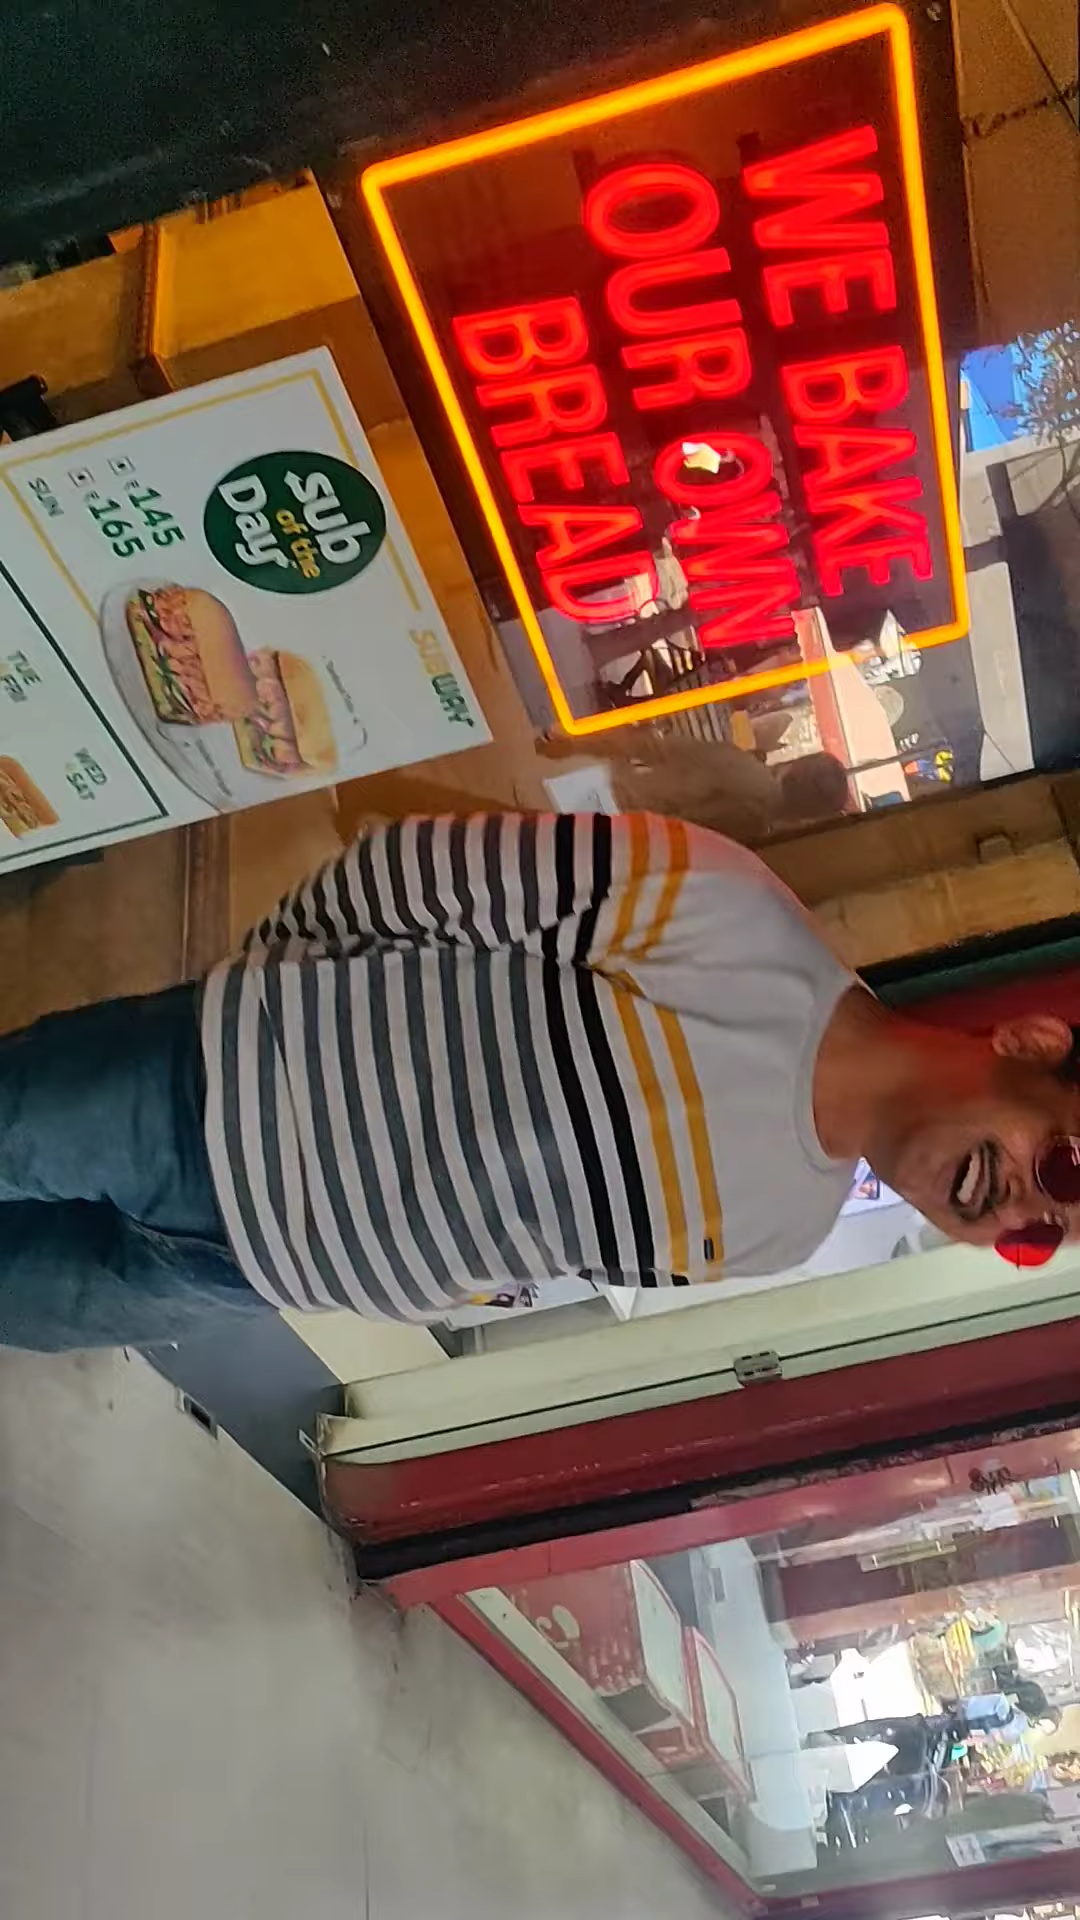 WE BAKE
OUR OWN
BREAD
SUBWAY
Sub
of the
Day
₹145
₹165
SUN
TUE
FRI
WED
SAT